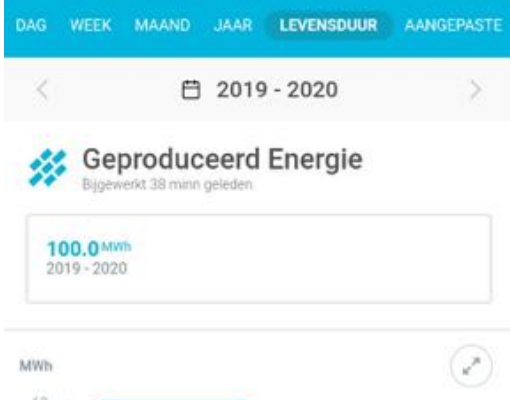 DAG WEEK MAAND JAAR LEVENSDUUR AANGEPASTE
2019 - 2020
Geproduceerd Energie
Bijgewerkt 38 minn geleden
100.0 MWh
2019 - 2020
MWh